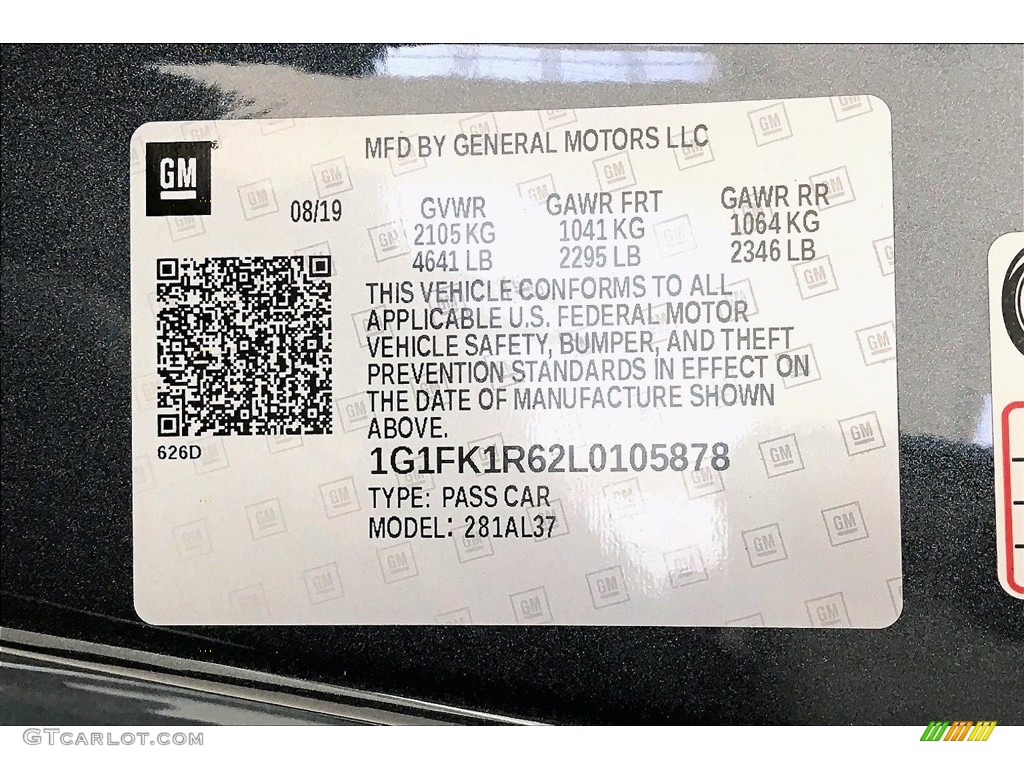 GM
MFD BY GENERAL MOTORS LLC
08/19
GVWR GAWR FRT GAWR RR
2105 KG 1041 KG 1064 KG
4641 LB 2295 LB 2346 LB
THIS VEHICLE CONFORMS TO ALL
APPLICABLE U.S. FEDERAL MOTOR
VEHICLE SAFETY, BUMPER, AND THEFT
PREVENTION STANDARDS IN EFFECT ON
THE DATE OF MANUFACTURE SHOWN
ABOVE.
626D
1G1FK1R62L0105878
TYPE: PASS CAR
MODEL: 281AL37
GTcarlot.com